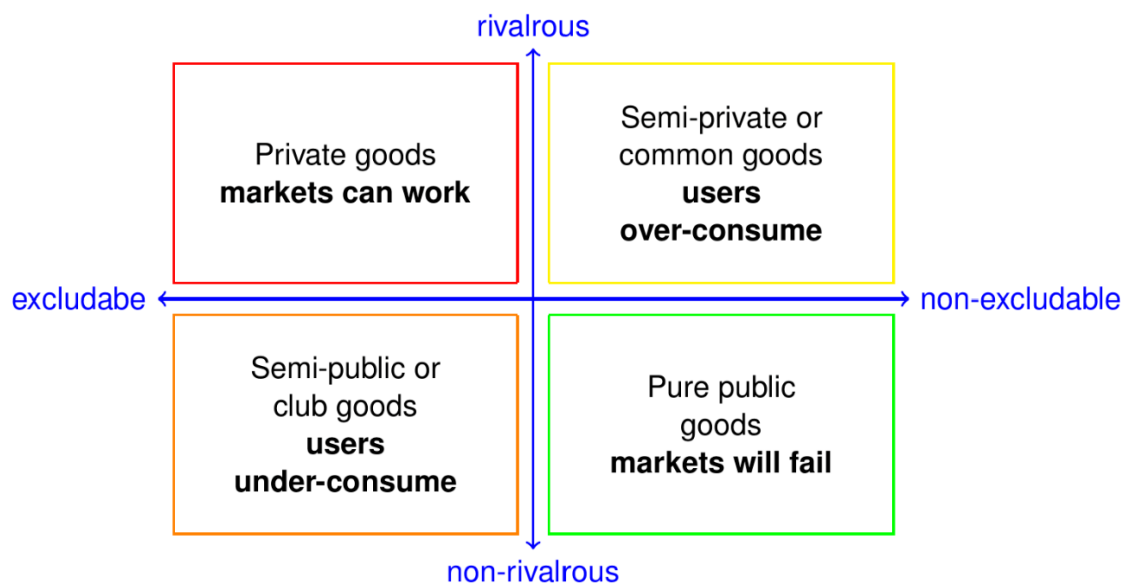 rivalrous
Private goods
markets can work
Semi-private or
common goods
users
over-consume
excludabe
non-excludable
Semi-public or
club goods
users
under-consume
Pure public
goods
markets will fail
non-rivalrous